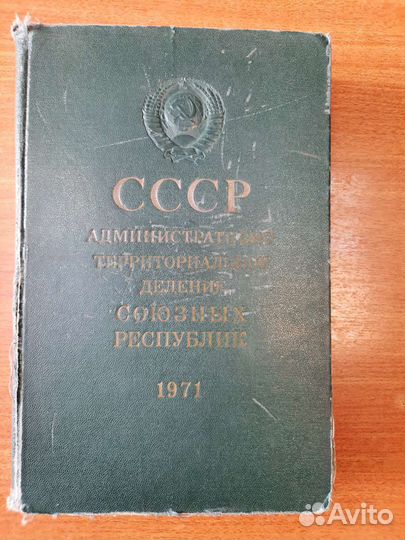 СССР
АДМИНИСТРАТИВНО-
ТЕРРИТОРИАЛЬНОЕ
ДЕЛЕНИЕ
СОЮЗНЫХ
РЕСПУБЛИК
1971
Avito